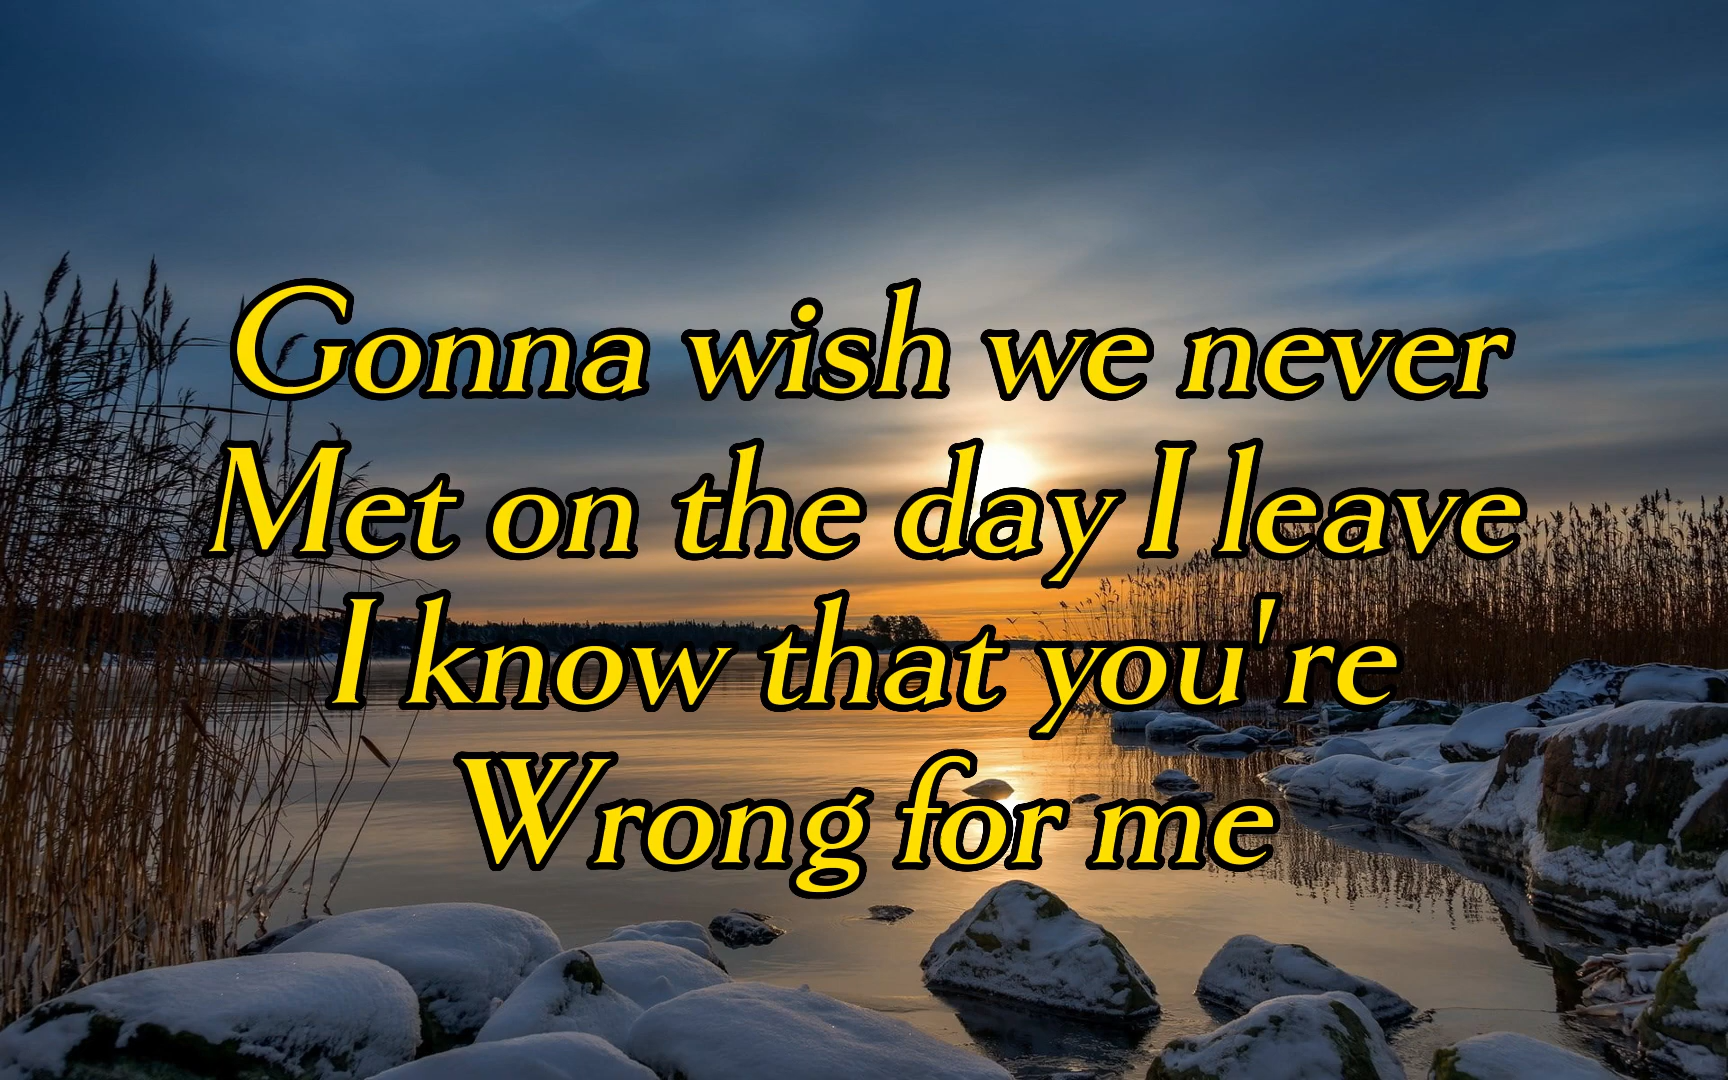 Gonna wish we never
Met on the day I leave
I know that you're
Wrong for me